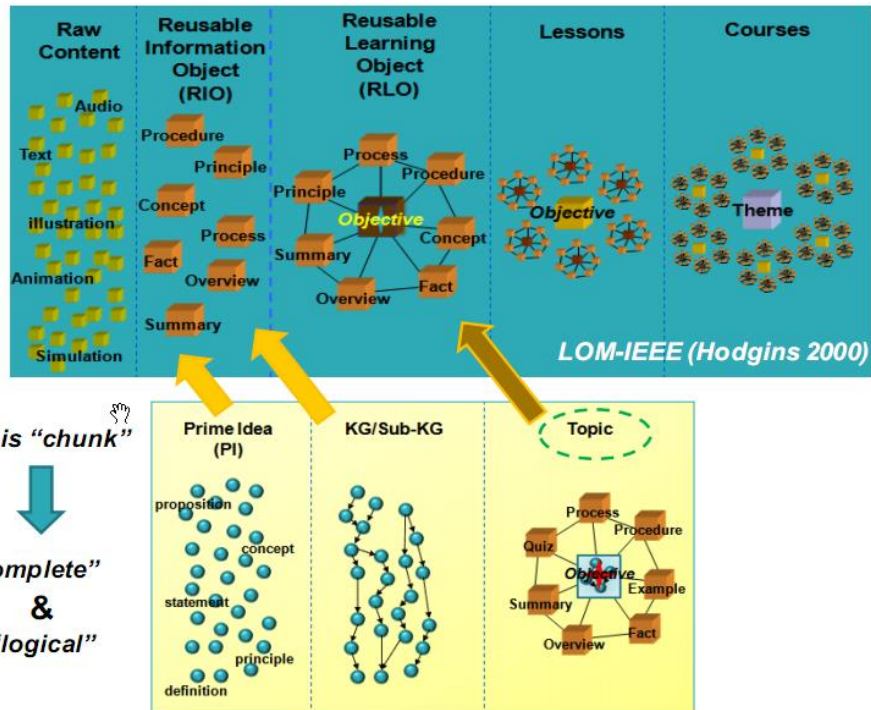 Raw
Content
Audio
Text
illustration
Animation
Simulation
Reusable
Information
Object
(RIO)
Procedure
Principle
Concept
Process
Fact
Overview
Summary
Reusable
Learning
Object
(RLO)
Process
Procedure
Principle
Objective
Concept
Summary
Fact
Overview
Lessons
Objective
Courses
Theme
LOM-IEEE (Hodgins 2000)
is “chunk”
omplete”
&
logical”
Prime Idea
(PI)
proposition
concept
statement
principle
definition
KG/Sub-KG
Topic
Process
Procedure
Quiz
Objective
Example
Summary
Fact
Overview